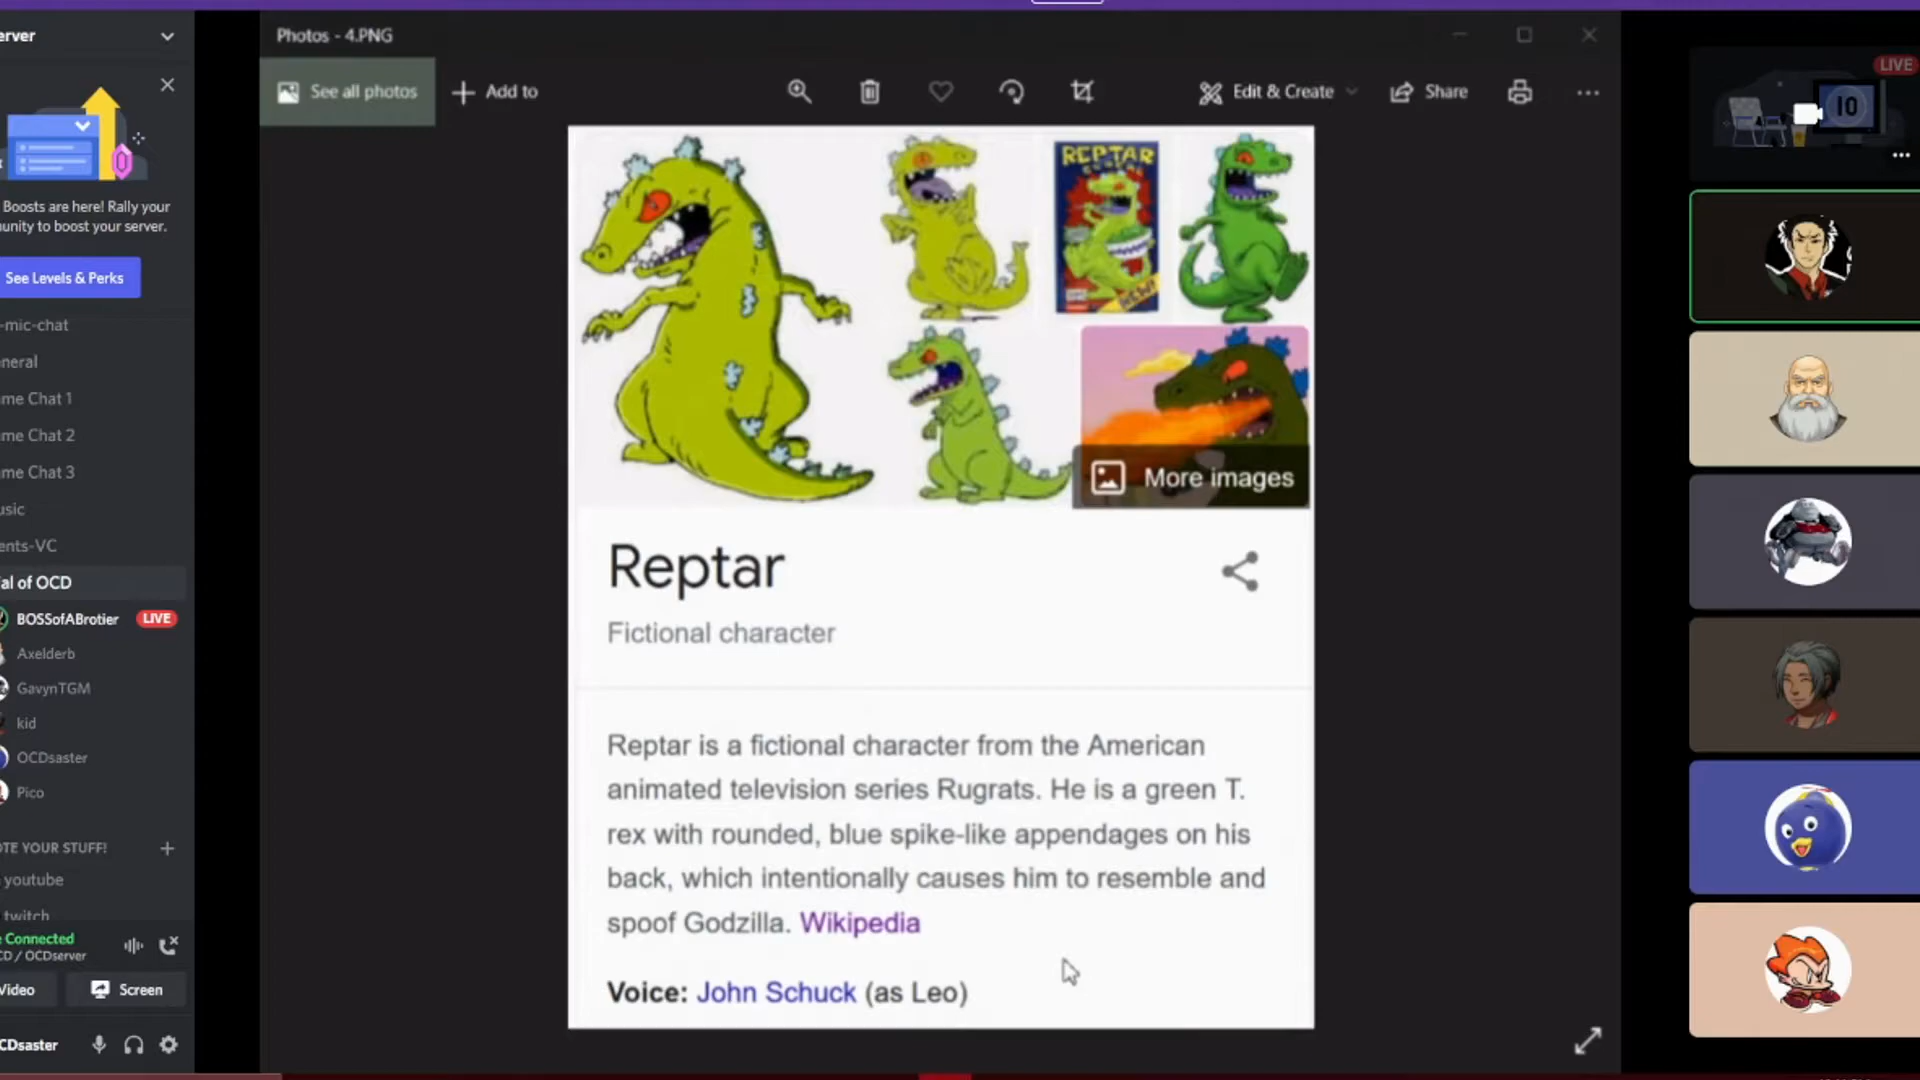 erver
Boosts are here! Rally your
unity to boost your server.
See Levels & Perks
-mic-chat
neral
me Chat 1
me Chat 2
me Chat 3
usic
ents-VC
al of OCD
BOSSofABrotier LIVE
Axelderb
GavynTGM
kid
OCDsaster
Pico
OTE YOUR STUFF!
youtube
twitch
e Connected
CD / OCDserver
Video
Screen
CDsaster
Photos - 4.PNG
See all photos
Add to
Edit & Create
Share
REPTAR
NEW!
More images
Reptar
Fictional character
Reptar is a fictional character from the American
animated television series Rugrats. He is a green T.
rex with rounded, blue spike-like appendages on his
back, which intentionally causes him to resemble and
spoof Godzilla. Wikipedia
Voice: John Schuck (as Leo)
LIVE
10